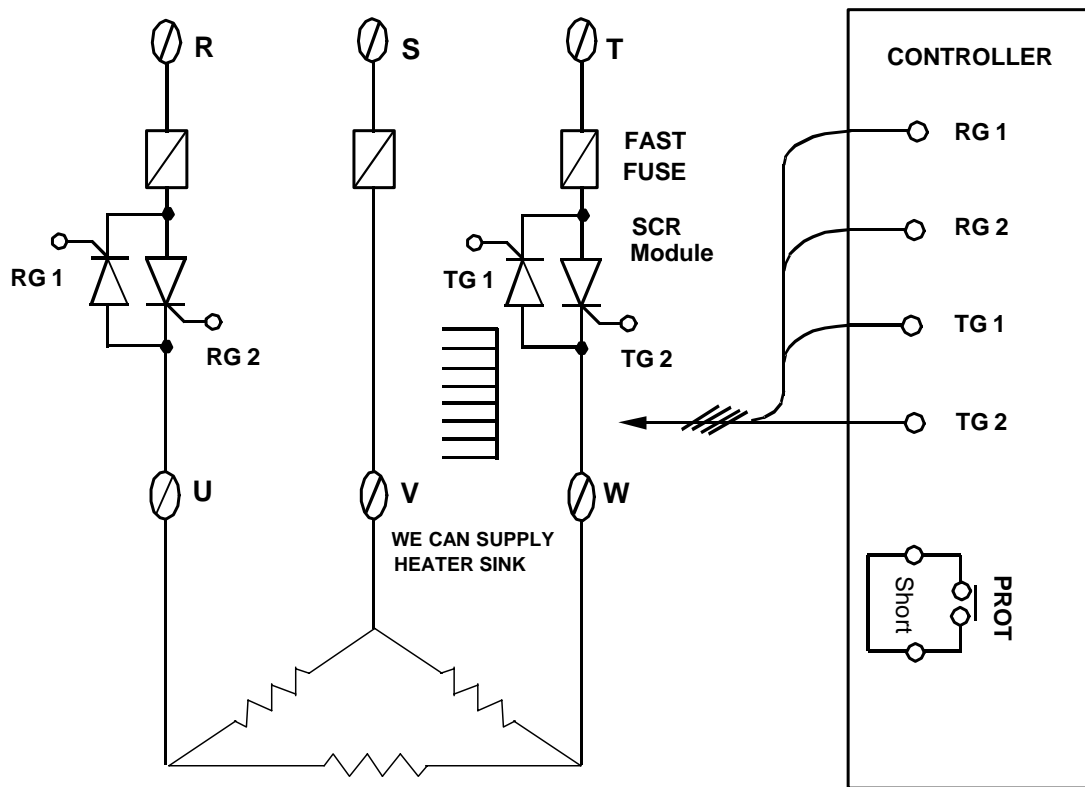 R
S
T
CONTROLLER
FAST
FUSE
SCR
Module
RG 1
RG 2
TG 1
TG 2
RG 1
RG 2
TG 1
TG 2
U
V
W
WE CAN SUPPLY
HEATER SINK
Short
PROT